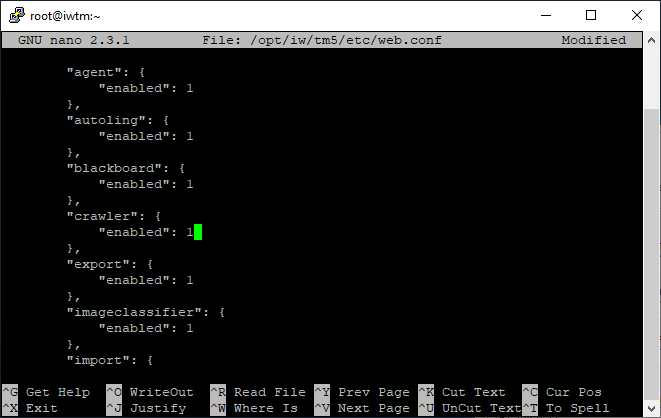 root@iwtm:~
GNU nano 2.3.1 File: /opt/iw/tm5/etc/web.conf Modified
"agent": {
"enabled": 1
},
"autoling": {
"enabled": 1
},
"blackboard": {
"enabled": 1
},
"crawler": {
"enabled": 1
},
"export": {
"enabled": 1
},
"imageclassifier": {
"enabled": 1
},
"import": {
^G Get Help ^O WriteOut ^R Read File ^Y Prev Page ^K Cut Text ^C Cur Pos
^X Exit ^J Justify ^W Where Is ^V Next Page ^U UnCut Text ^T To Spell